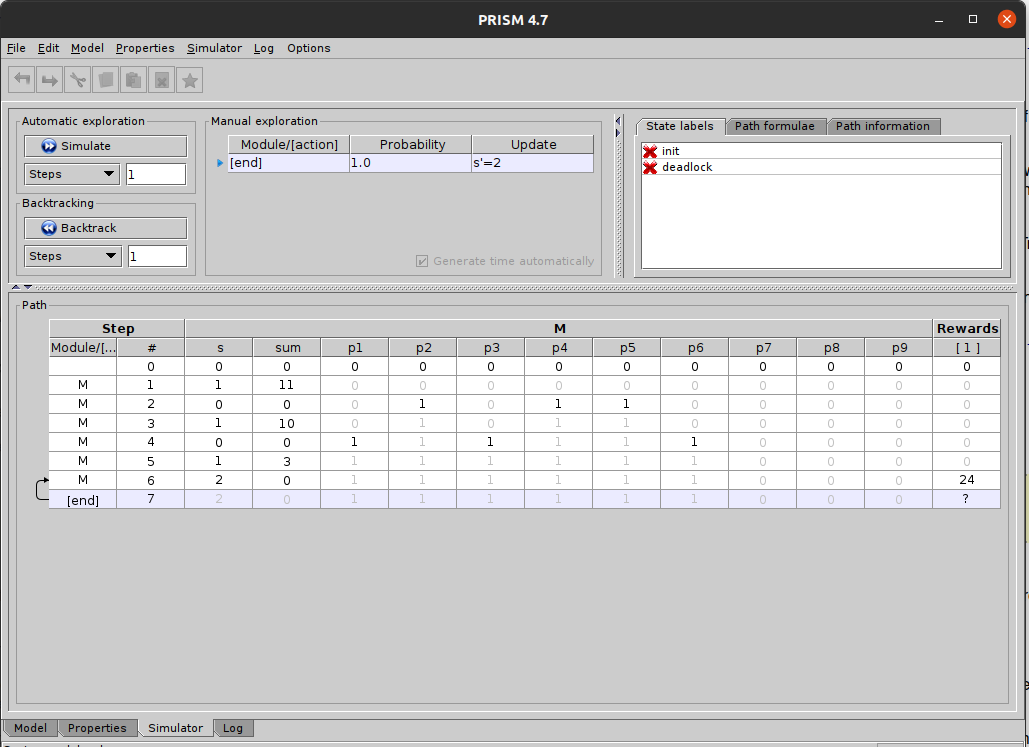 PRISM 4.7
File Edit Model Properties Simulator Log Options
Automatic exploration
Simulate
Steps 1
Backtracking
Backtrack
Steps 1
Manual exploration
Module/[action] Probability Update
[end] 1.0 s'=2
Generate time automatically
State labels Path formulae Path information
init
deadlock
Path
Step M Rewards
Module/[... # s sum p1 p2 p3 p4 p5 p6 p7 p8 p9 [ 1 ]
0 0 0 0 0 0 0 0 0 0 0 0 0
M 1 1 11 0 0 0 0 0 0 0 0 0 0
M 2 0 0 0 1 0 1 1 0 0 0 0 0
M 3 1 10 0 1 0 1 1 0 0 0 0 0
M 4 0 0 1 1 1 1 1 1 0 0 0 0
M 5 1 3 1 1 1 1 1 1 0 0 0 0
M 6 2 0 1 1 1 1 1 1 0 0 0 24
[end] 7 2 0 1 1 1 1 1 1 0 0 0 ?
Model Properties Simulator Log